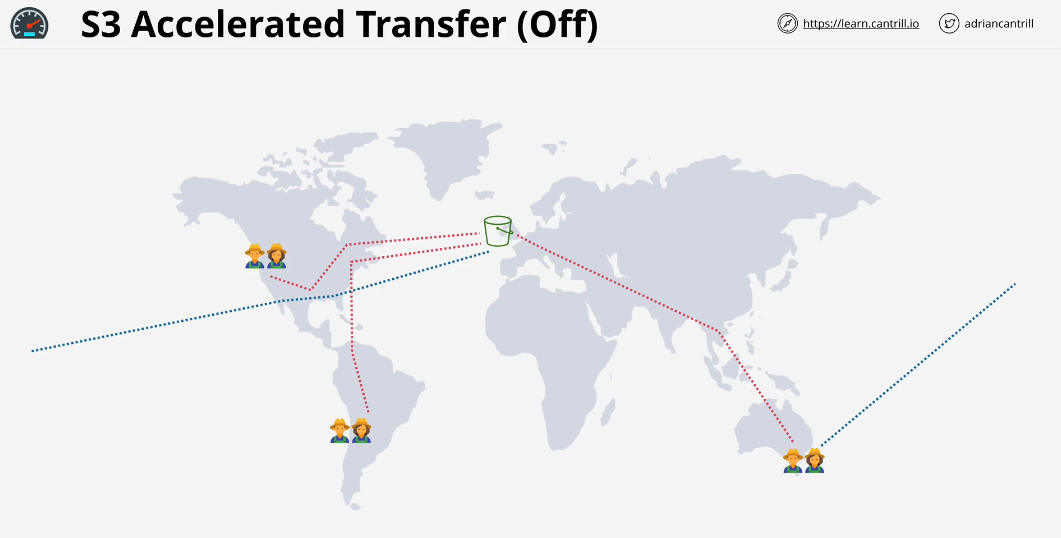 S3 Accelerated Transfer (Off)
https://learn.cantrill.io
adriancantrill